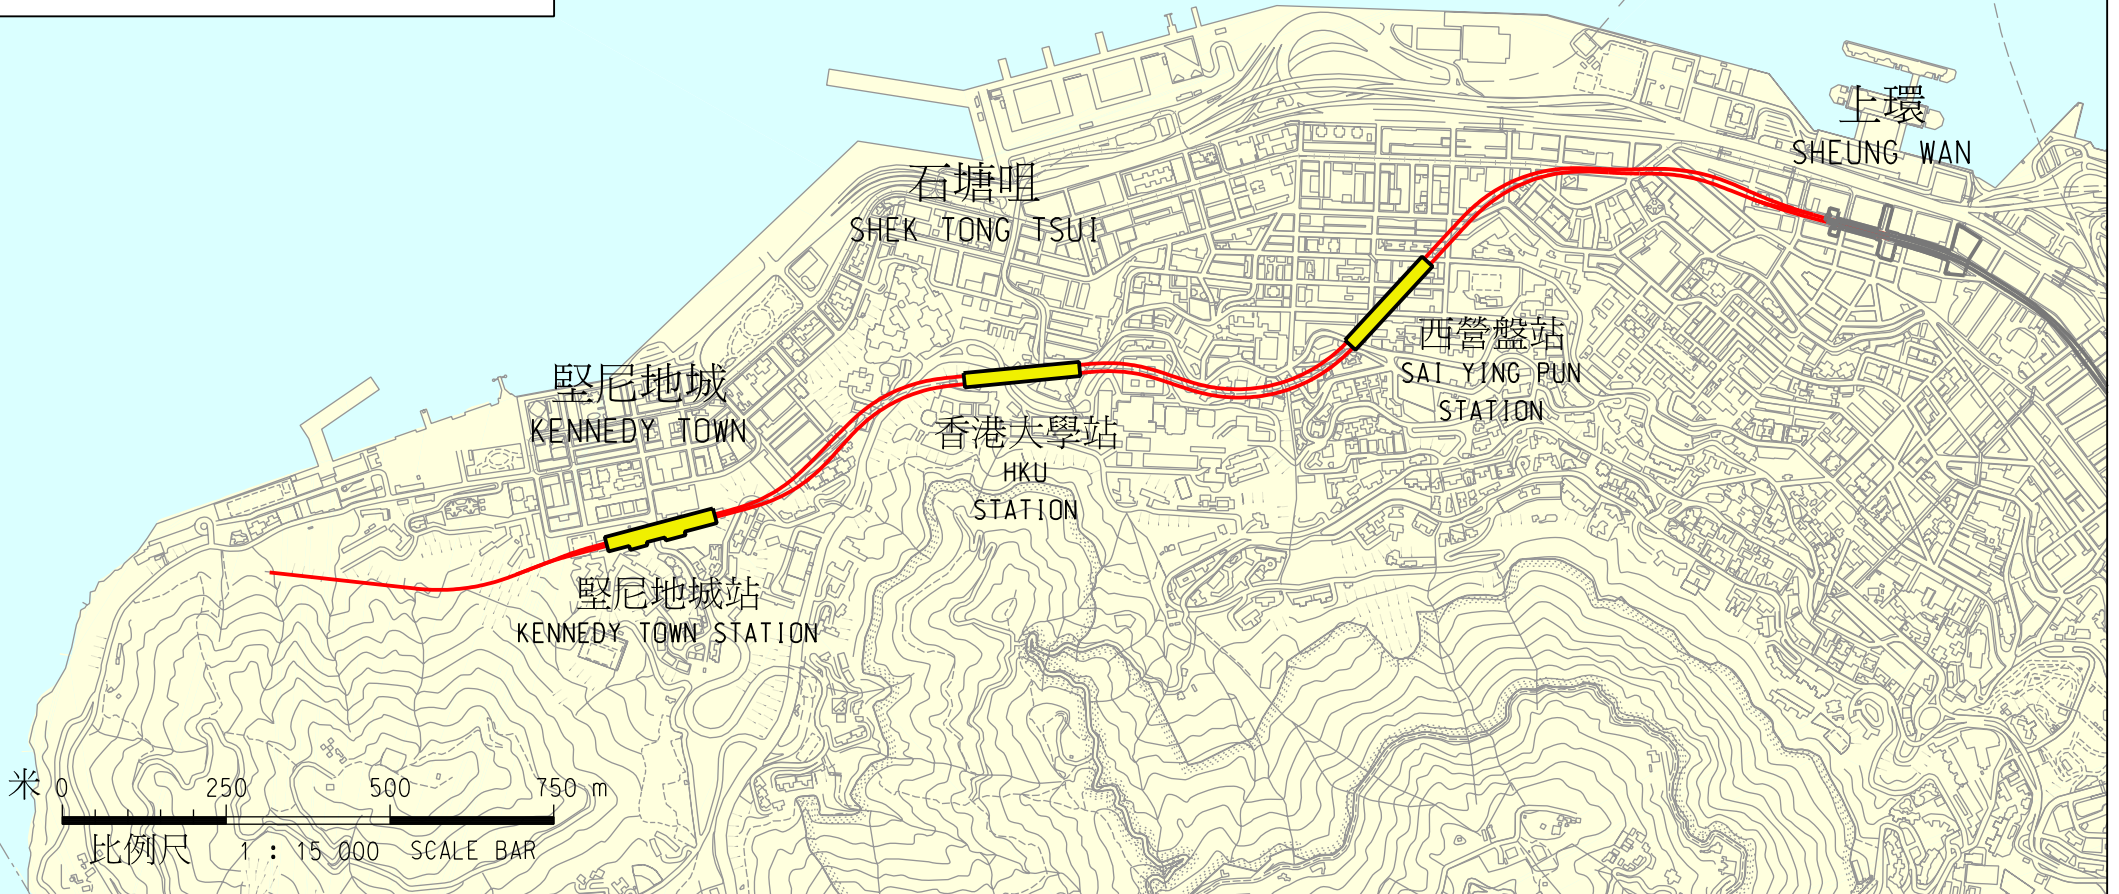 上環
SHEUNG WAN
石塘咀
SHEK TONG TSUI
西營盤站
SAI YING PUN
STATION
堅尼地城
KENNEDY TOWN
香港大學站
HKU
STATION
堅尼地城站
KENNEDY TOWN STATION
米 0 250 500 750 m
比例尺 1 : 15 000 SCALE BAR